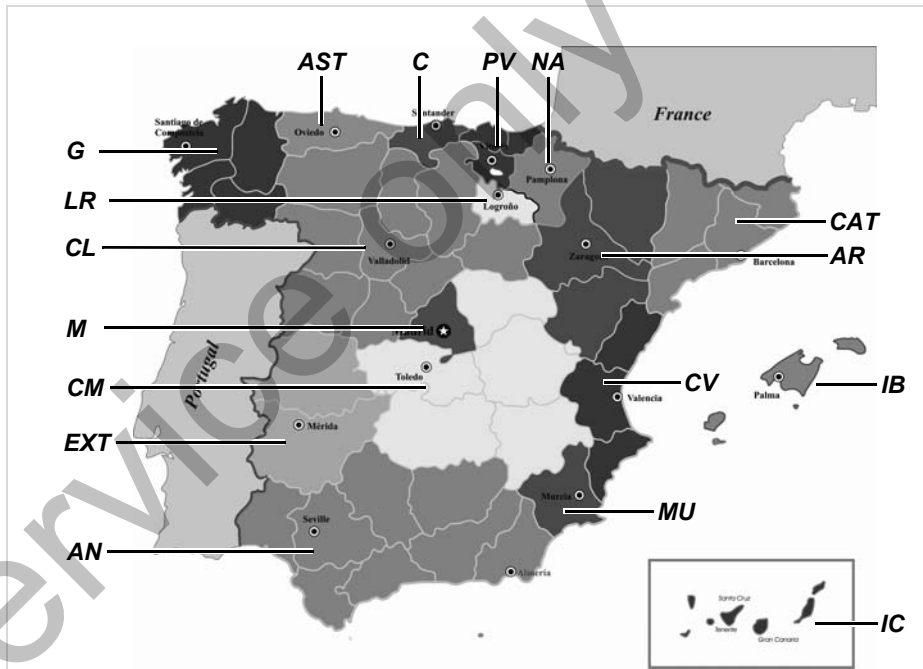 AST
C
PV
NA
Santander
France
Santiago de
Compostela
Oviedo
G
Pamplona
LR
Logroño
CAT
CL
Valladolid
AR
Barcelona
M
Madrid
Portugal
Toledo
CM
CV
IB
Valencia
Palma
Mérida
EXT
Murcia
MU
Seville
AN
Almería
Santa Cruz
Tenerife
Gran Canaria
IC
service only